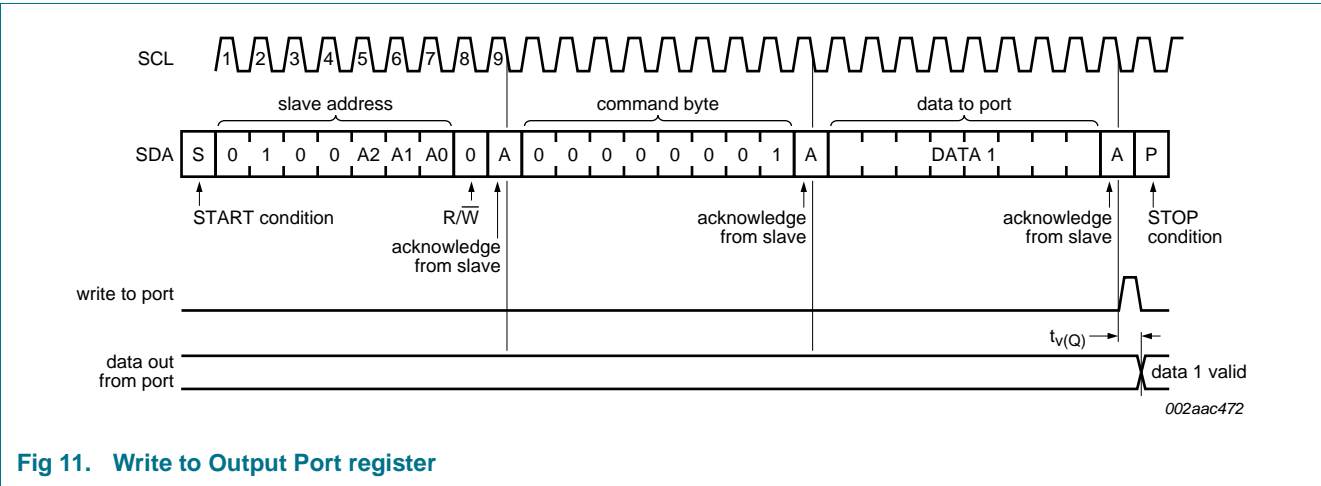 SCL 1 2 3 4 5 6 7 8 9
slave address command byte data to port
SDA S 0 1 0 0 A2 A1 A0 0 A 0 0 0 0 0 0 0 1 A DATA 1 A P
START condition R/W acknowledge from slave acknowledge from slave acknowledge from slave STOP condition
write to port
tv(Q)
data out
from port
data 1 valid
002aac472
Fig 11. Write to Output Port register